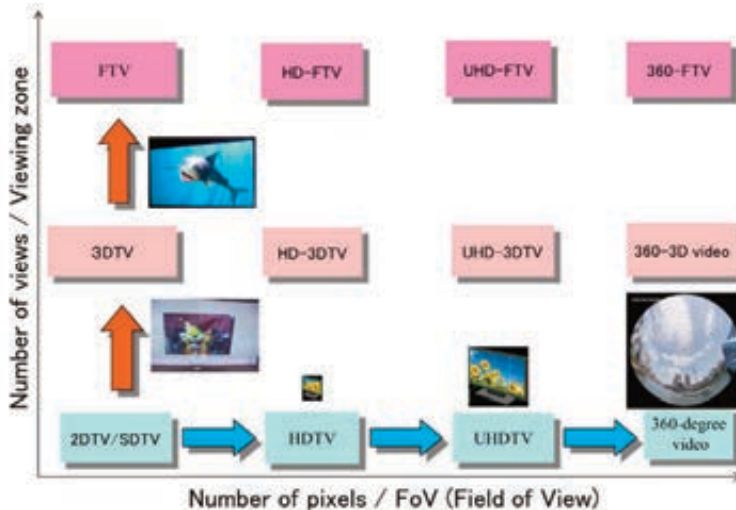 FTV
HD-FTV
UHD-FTV
360-FTV
3DTV
HD-3DTV
UHD-3DTV
360-3D video
2DTV/SDTV
HDTV
UHDTV
360-degree
video
Number of views / Viewing zone
Number of pixels / FoV (Field of View)